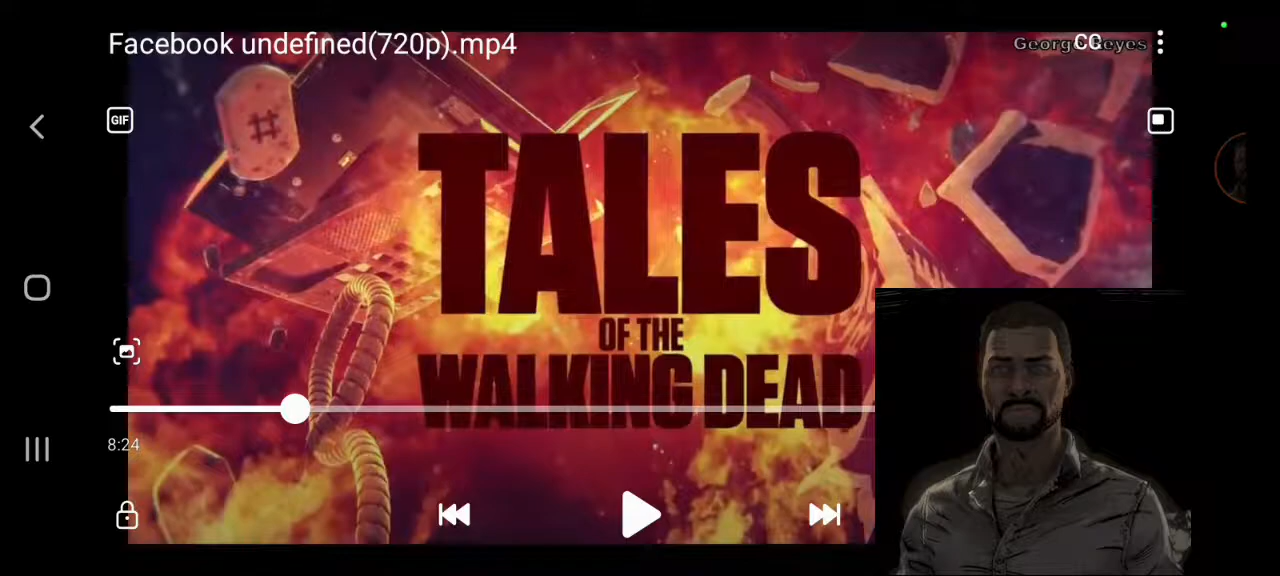 Facebook undefined(720p).mp4
CC
GIF
TALES
OF THE
WALKING DEAD
8:24